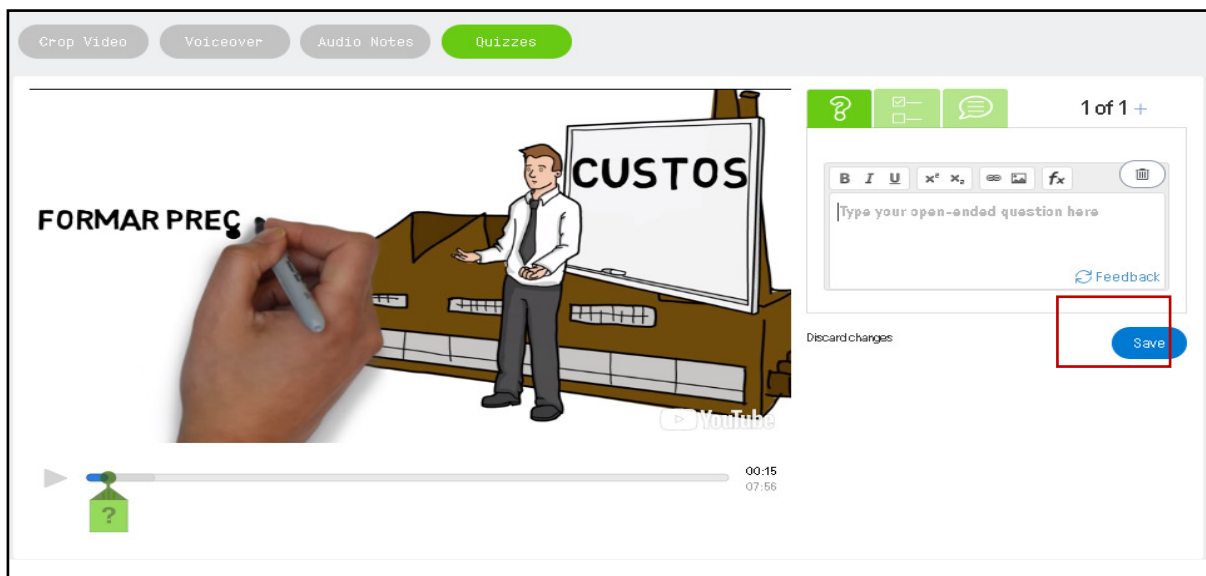 Crop Video Voiceover Audio Notes Quizzes
1 of 1 +
CUSTOS
FORMAR PREÇ
B I U x² x₂ fx
Type your open-ended question here
Feedback
Discard changes Save
YouTube
00:15
07:56
?